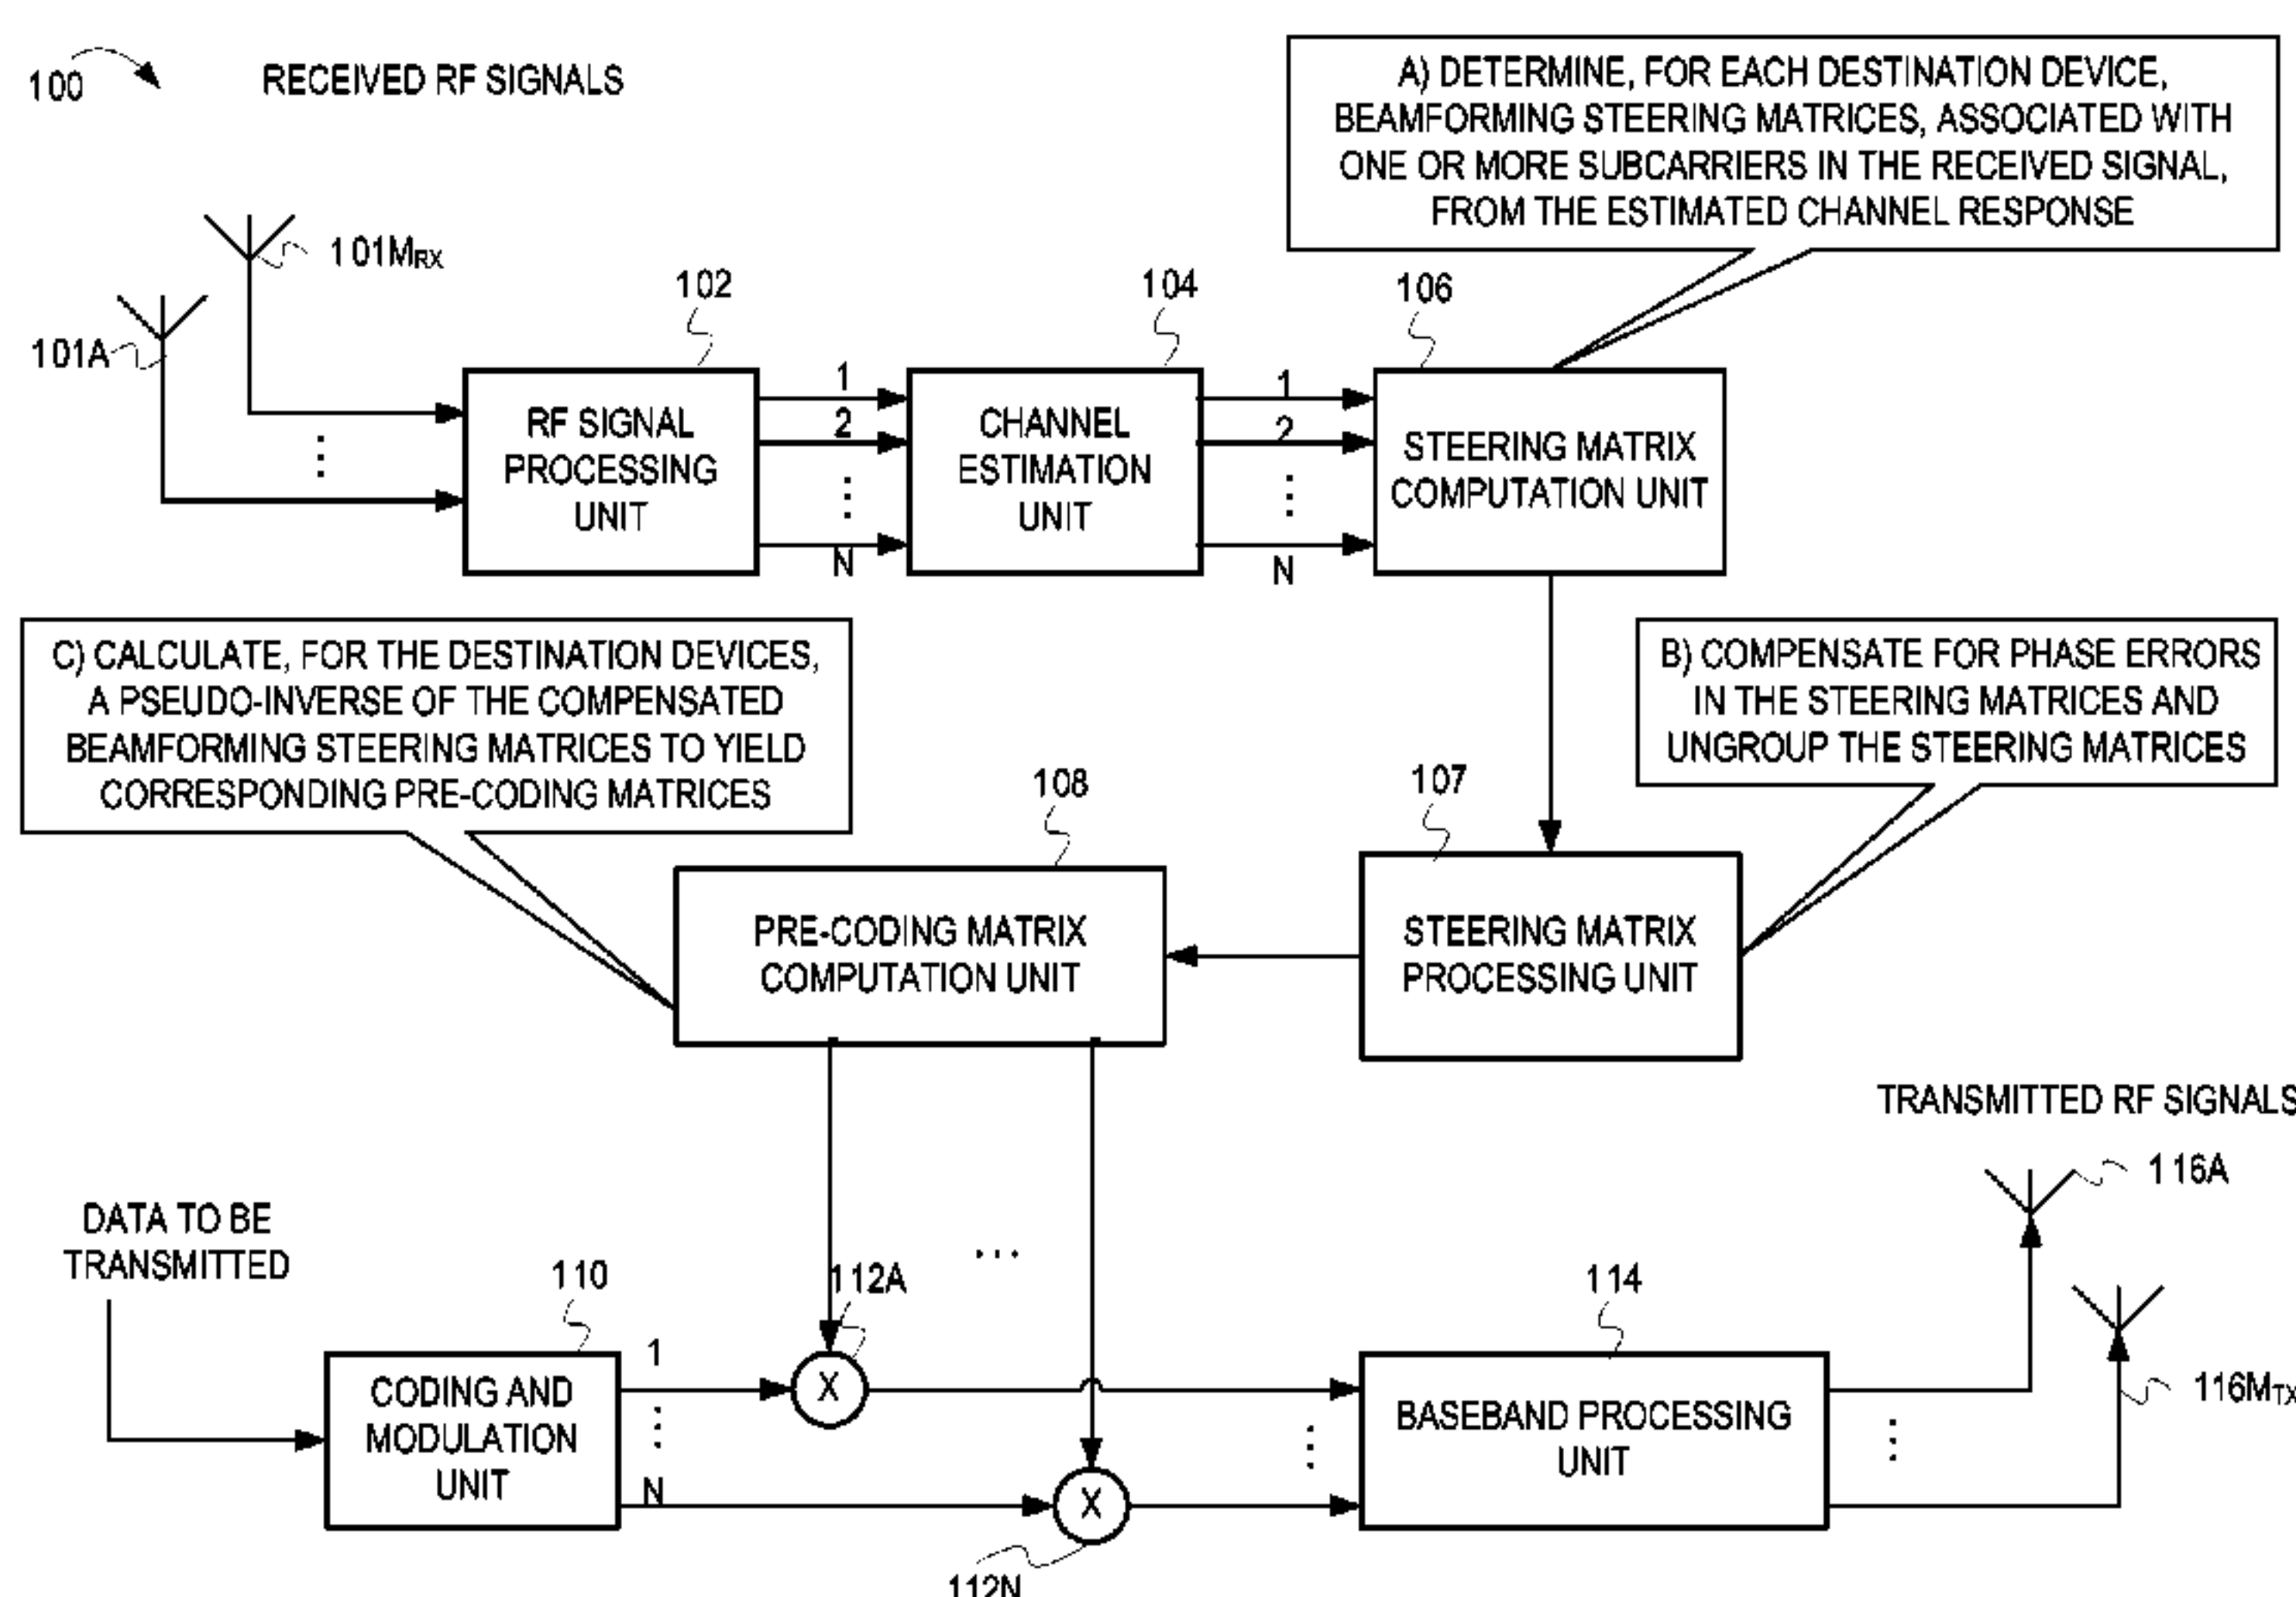 100
RECEIVED RF SIGNALS
A) DETERMINE, FOR EACH DESTINATION DEVICE,
BEAMFORMING STEERING MATRICES, ASSOCIATED WITH
ONE OR MORE SUBCARRIERS IN THE RECEIVED SIGNAL,
FROM THE ESTIMATED CHANNEL RESPONSE
101MRX
101A
102
104
106
RF SIGNAL
PROCESSING
UNIT
1
2
⋮
N
CHANNEL
ESTIMATION
UNIT
1
2
⋮
N
STEERING MATRIX
COMPUTATION UNIT
C) CALCULATE, FOR THE DESTINATION DEVICES,
A PSEUDO-INVERSE OF THE COMPENSATED
BEAMFORMING STEERING MATRICES TO YIELD
CORRESPONDING PRE-CODING MATRICES
B) COMPENSATE FOR PHASE ERRORS
IN THE STEERING MATRICES AND
UNGROUP THE STEERING MATRICES
108
107
PRE-CODING MATRIX
COMPUTATION UNIT
STEERING MATRIX
PROCESSING UNIT
TRANSMITTED RF SIGNALS
116A
DATA TO BE
TRANSMITTED
...
110
112A
114
116MTX
CODING AND
MODULATION
UNIT
1
⋮
N
X
X
BASEBAND PROCESSING
UNIT
112N